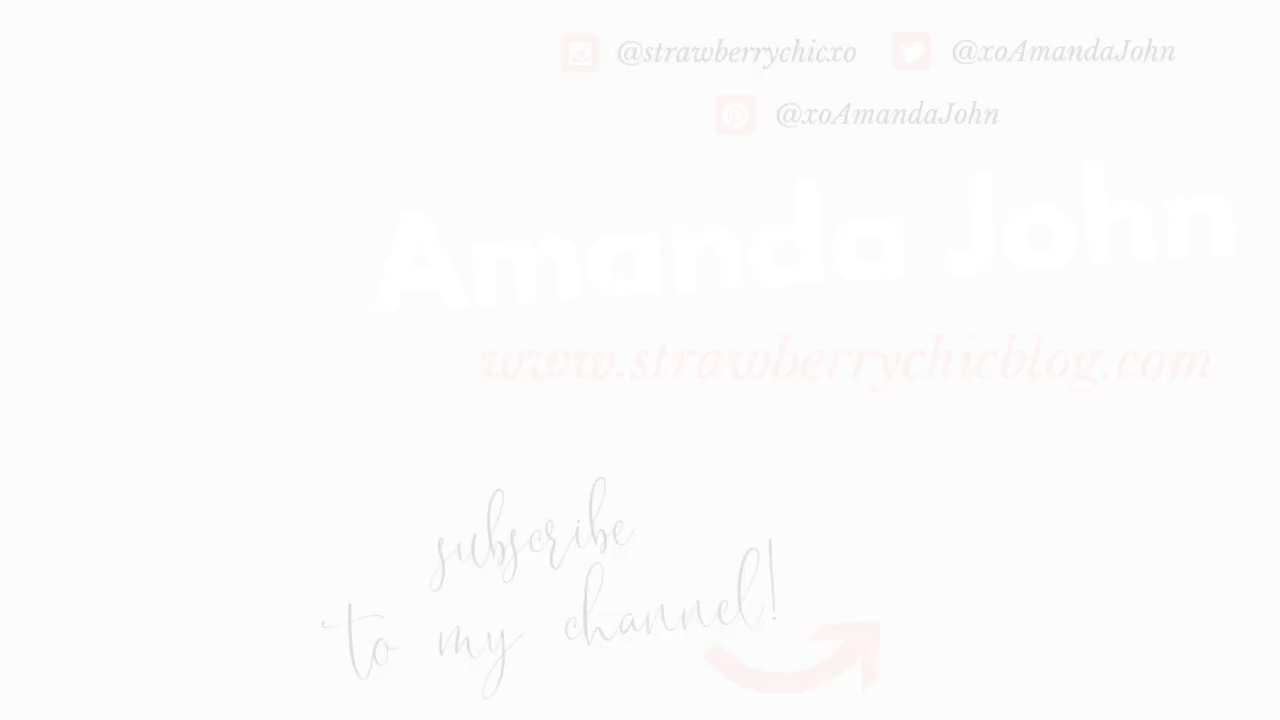 @strawberrychicxo @xoAmandaJohn
@xoAmandaJohn
Amanda John
www.strawberrychicblog.com
subscribe
to my channel!